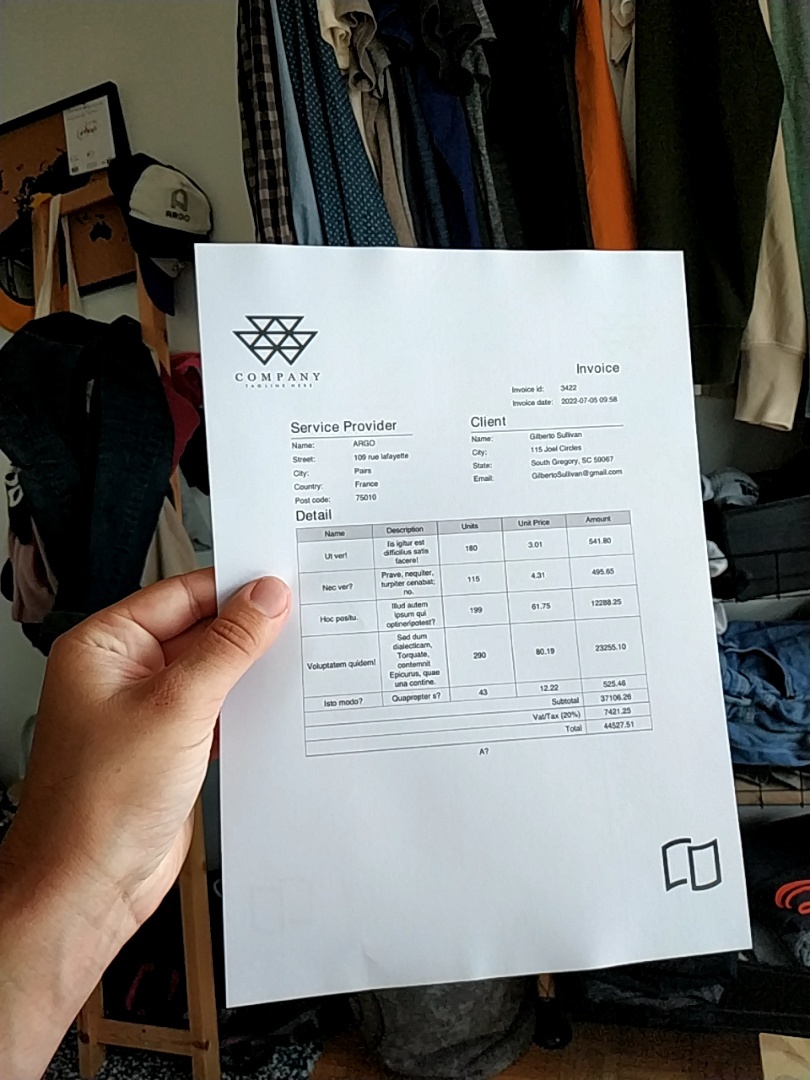 ARGO
COMPANY
TAGLINE HERE
Invoice
Invoice id: 3422
Invoice date: 2022-07-05 09:58
Service Provider
Name: ARGO
Street: 109 rue lafayette
City: Pairs
Country: France
Post code: 75010
Client
Name: Gilberto Sullivan
City: 115 Joel Circles
State: South Gregory, SC 59067
Email: GilbertoSullivan@gmail.com
Detail
Name Description Units Unit Price Amount
Ut ver! Iis igitur est difficilius satis facere! 180 3.01 541.80
Nec ver? Prave, nequiter, turpiter cenabat; no. 115 4.31 495.65
Hoc positu. Illud autem ipsum qui optineripotest? 199 61.75 12288.25
Voluptatem quidem! Sed dum dialecticam, Torquate, contemnit Epicurus, quae una contine. 290 80.19 23255.10
Isto modo? Quapropter s? 43 12.22 525.46
Subtotal 37106.26
Vat/Tax (20%) 7421.25
Total 44527.51
A?